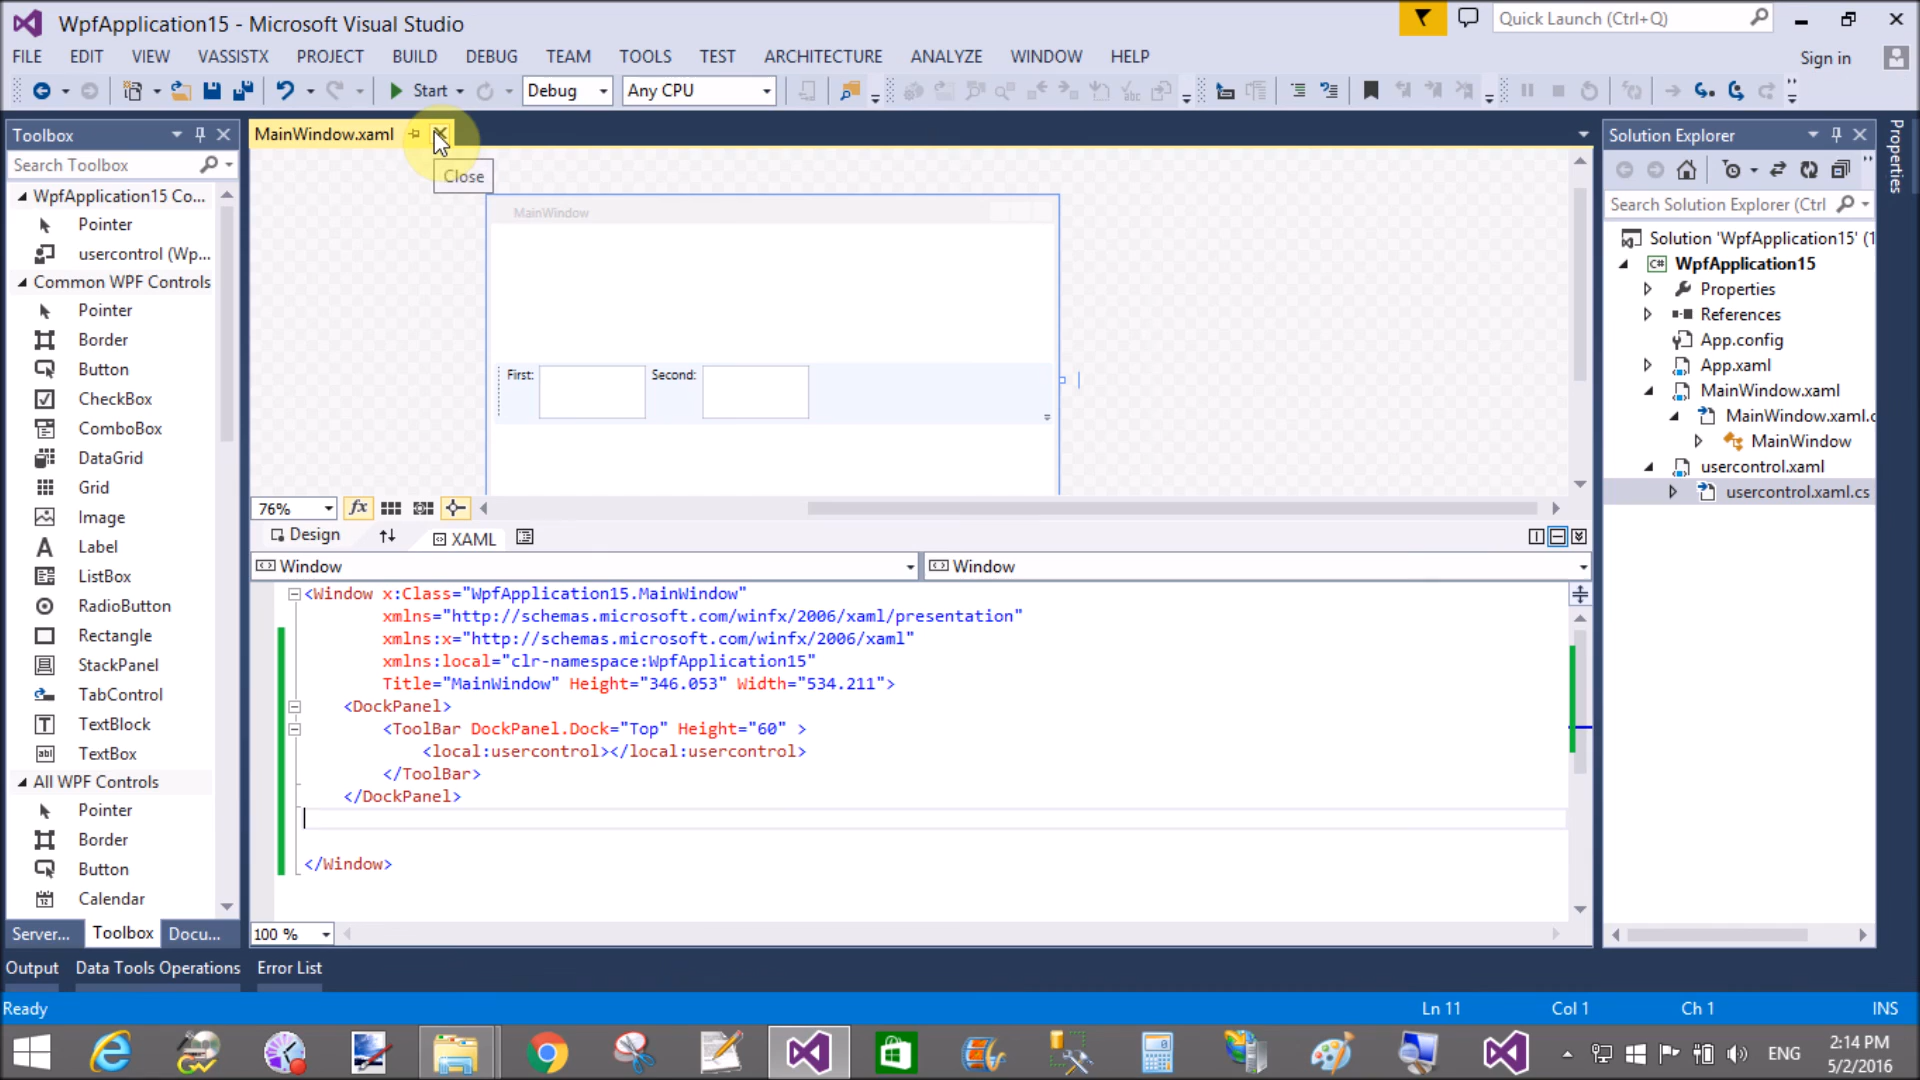 WpfApplication15 - Microsoft Visual Studio
Quick Launch (Ctrl+Q)
FILE EDIT VIEW VASSISTX PROJECT BUILD DEBUG TEAM TOOLS TEST ARCHITECTURE ANALYZE WINDOW HELP
Sign in
Start Debug Any CPU
Toolbox
Search Toolbox
WpfApplication15 Co...
Pointer
usercontrol (Wp...
Common WPF Controls
Pointer
Border
Button
CheckBox
ComboBox
DataGrid
Grid
Image
Label
ListBox
RadioButton
Rectangle
StackPanel
TabControl
TextBlock
TextBox
All WPF Controls
Pointer
Border
Button
Calendar
Server... Toolbox Docu...
MainWindow.xaml
Close
MainWindow
First: Second:
76%
Design XAML
Window Window
<Window x:Class="WpfApplication15.MainWindow"
xmlns="http://schemas.microsoft.com/winfx/2006/xaml/presentation"
xmlns:x="http://schemas.microsoft.com/winfx/2006/xaml"
xmlns:local="clr-namespace:WpfApplication15"
Title="MainWindow" Height="346.053" Width="534.211">
<DockPanel>
<ToolBar DockPanel.Dock="Top" Height="60" >
<local:usercontrol></local:usercontrol>
</ToolBar>
</DockPanel>
</Window>
100 %
Solution Explorer
Search Solution Explorer (Ctrl
Solution 'WpfApplication15' (1
WpfApplication15
Properties
References
App.config
App.xaml
MainWindow.xaml
MainWindow.xaml.c
MainWindow
usercontrol.xaml
usercontrol.xaml.cs
Properties
Output Data Tools Operations Error List
Ready Ln 11 Col 1 Ch 1 INS
ENG
2:14 PM
5/2/2016